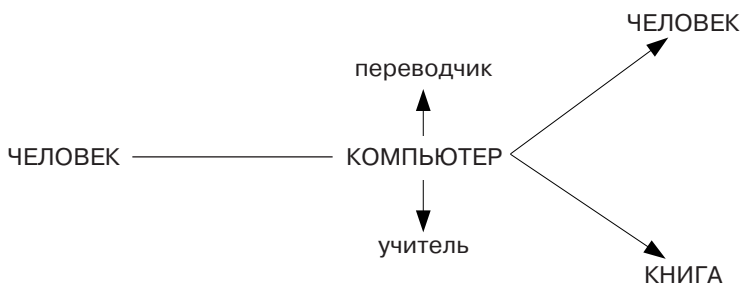 ЧЕЛОВЕК
переводчик
ЧЕЛОВЕК
КОМПЬЮТЕР
учитель
КНИГА